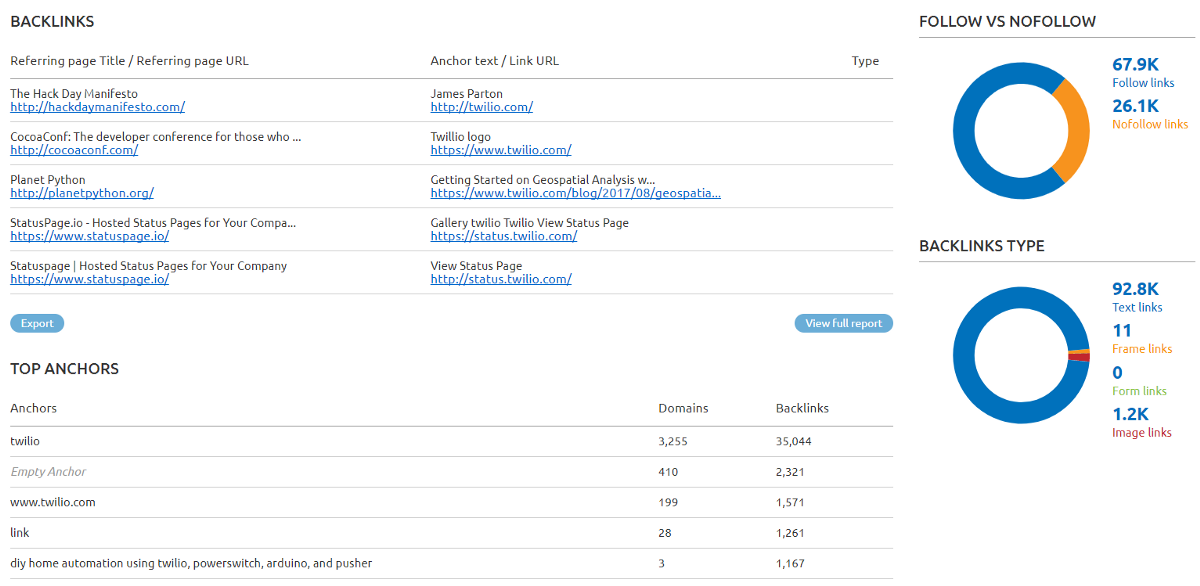 BACKLINKS
Referring page Title / Referring page URL Anchor text / Link URL Type
The Hack Day Manifesto James Parton
http://hackdaymanifesto.com/ http://twilio.com/
CocoaConf: The developer conference for those who ... Twillio logo
http://cocoaconf.com/ https://www.twilio.com/
Planet Python Getting Started on Geospatial Analysis w...
http://planetpython.org/ https://www.twilio.com/blog/2017/08/geospatia...
StatusPage.io - Hosted Status Pages for Your Compa... Gallery twilio Twilio View Status Page
https://www.statuspage.io/ https://status.twilio.com/
Statuspage | Hosted Status Pages for Your Company View Status Page
https://www.statuspage.io/ http://status.twilio.com/
Export View full report
TOP ANCHORS
Anchors Domains Backlinks
twilio 3,255 35,044
Empty Anchor 410 2,321
www.twilio.com 199 1,571
link 28 1,261
diy home automation using twilio, powerswitch, arduino, and pusher 3 1,167
FOLLOW VS NOFOLLOW
67.9K
Follow links
26.1K
Nofollow links
BACKLINKS TYPE
92.8K
Text links
11
Frame links
0
Form links
1.2K
Image links